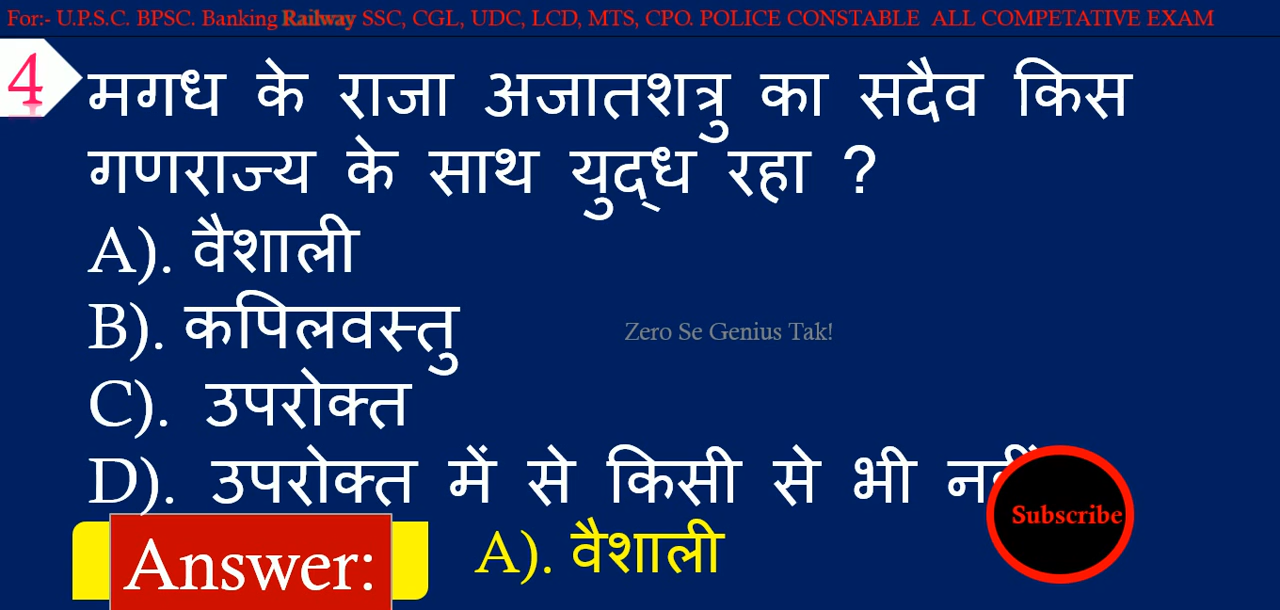 For:- U.P.S.C. BPSC. Banking Railway SSC, CGL, UDC, LCD, MTS, CPO. POLICE CONSTABLE ALL COMPETATIVE EXAM
4 मगध के राजा अजातशत्रु का सदैव किस
गणराज्य के साथ युद्ध रहा ?
A). वैशाली
B). कपिलवस्तु
Zero Se Genius Tak!
C). उपरोक्त
D). उपरोक्त में से किसी से भी नहीं
Subscribe
Answer: A). वैशाली